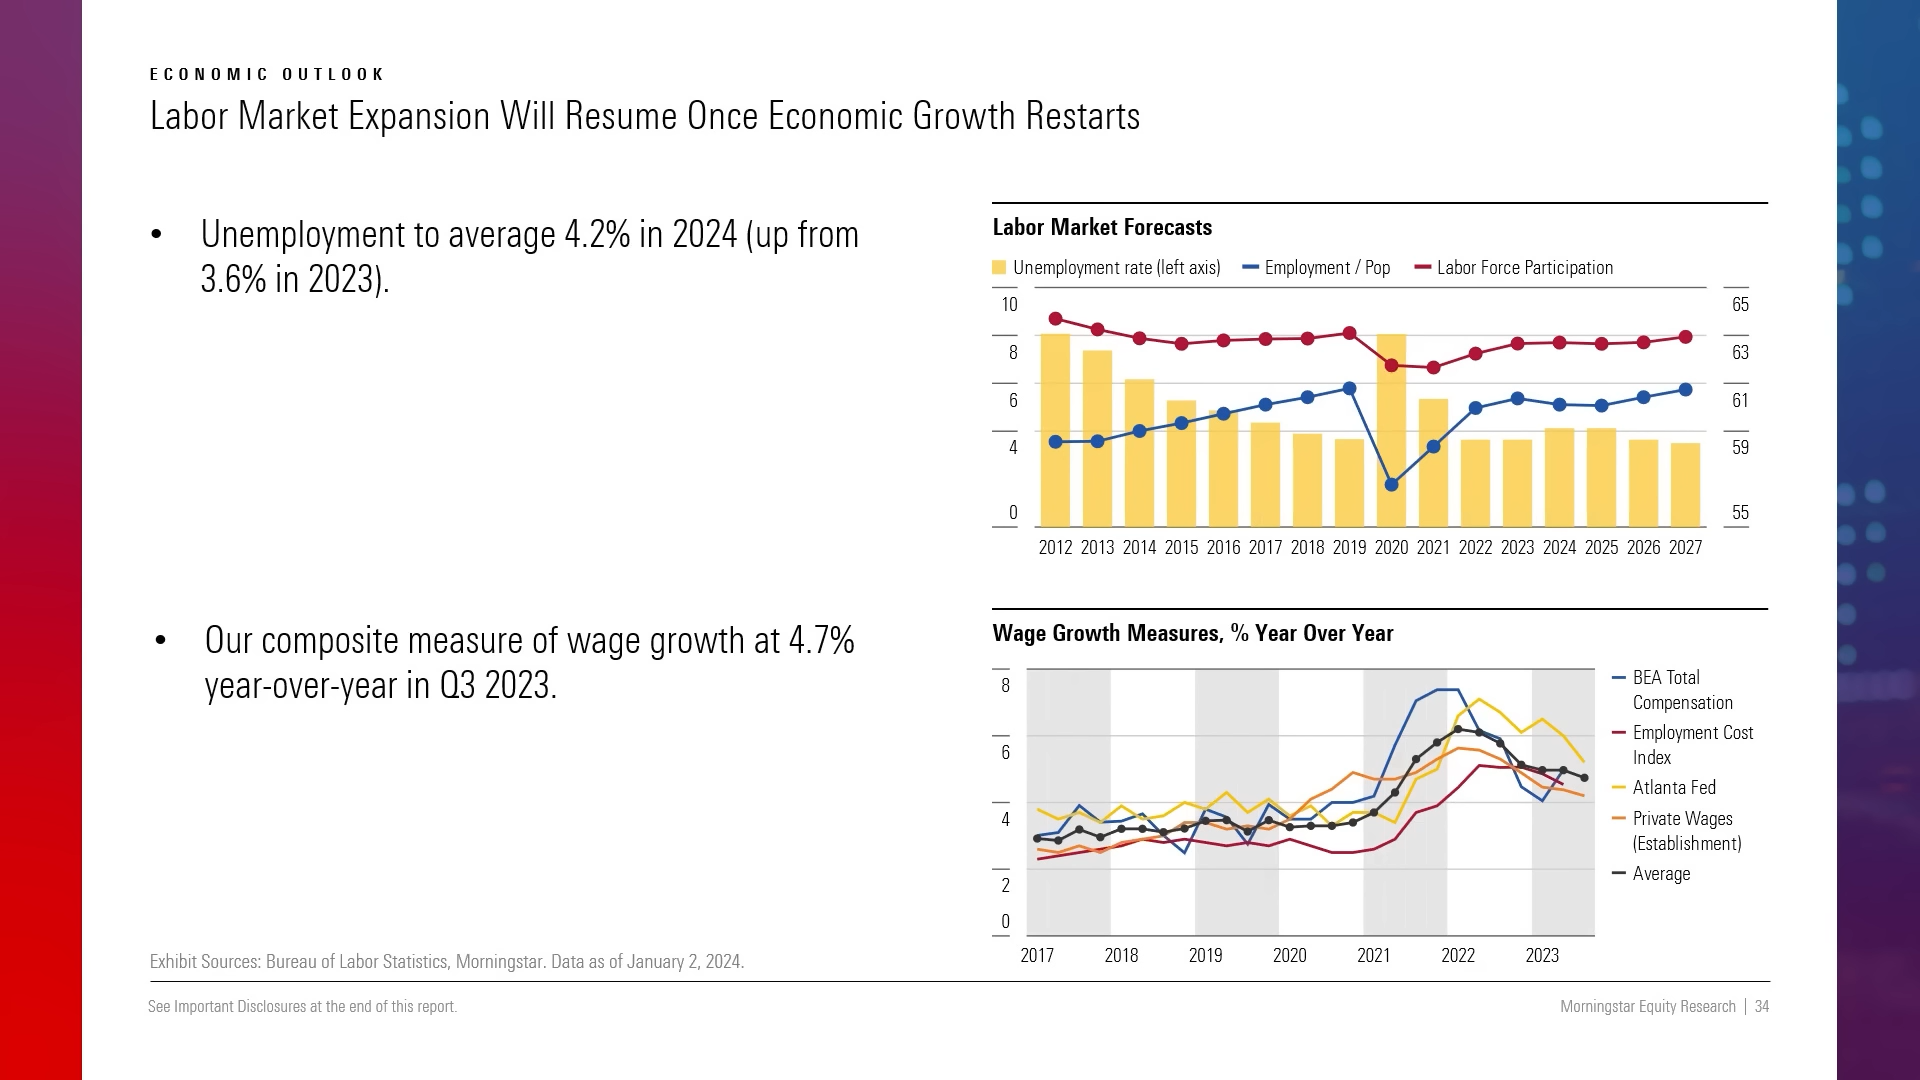 ECONOMIC OUTLOOK
Labor Market Expansion Will Resume Once Economic Growth Restarts
• Unemployment to average 4.2% in 2024 (up from
3.6% in 2023).
• Our composite measure of wage growth at 4.7%
year-over-year in Q3 2023.
Labor Market Forecasts
Unemployment rate (left axis) Employment / Pop Labor Force Participation
10 65
8 63
6 61
4 59
0 55
2012 2013 2014 2015 2016 2017 2018 2019 2020 2021 2022 2023 2024 2025 2026 2027
Wage Growth Measures, % Year Over Year
8
6
4
2
0
2017 2018 2019 2020 2021 2022 2023
BEA Total
Compensation
Employment Cost
Index
Atlanta Fed
Private Wages
(Establishment)
Average
Exhibit Sources: Bureau of Labor Statistics, Morningstar. Data as of January 2, 2024.
See Important Disclosures at the end of this report.
Morningstar Equity Research | 34